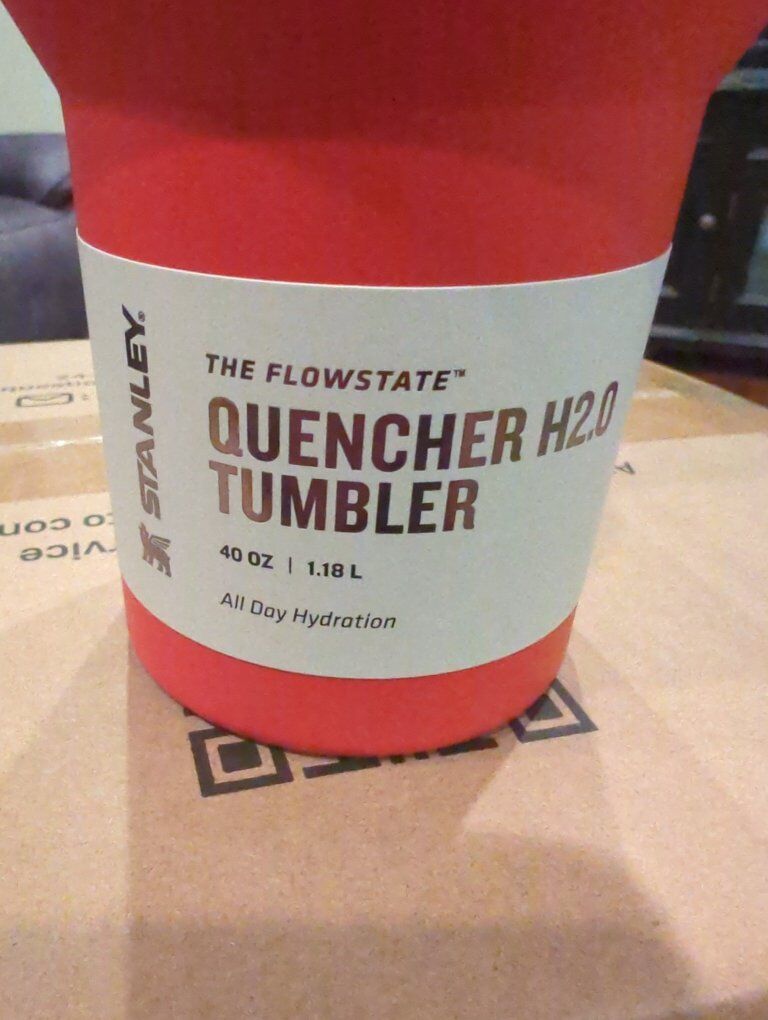 STANLEY®
THE FLOWSTATE™
QUENCHER H2.0
TUMBLER
40 OZ | 1.18 L
All Day Hydration